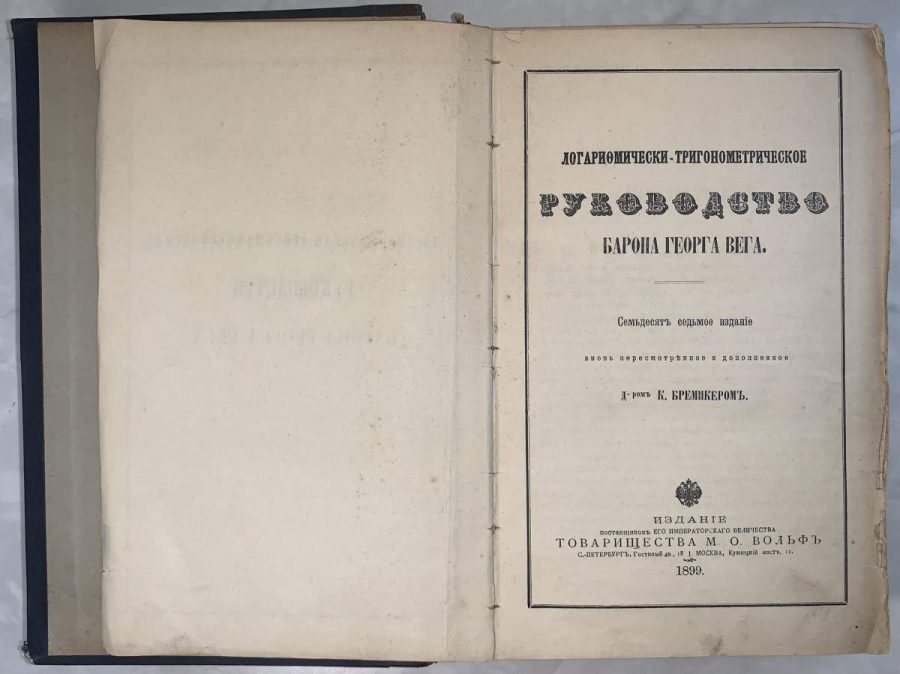 ЛОГАРИѲМИЧЕСКИ-ТРИГОНОМЕТРИЧЕСКОЕ
РУКОВОДСТВО
БАРОНА ГЕОРГА ВЕГА.
Семьдесятъ седьмое изданіе
вновь пересмотрѣнное и дополненное
Д-ромъ К. БРЕМИКЕРОМЪ.
ИЗДАНІЕ
ПОСТАВЩИКОВЪ ЕГО ИМПЕРАТОРСКАГО ВЕЛИЧЕСТВА
ТОВАРИЩЕСТВА М. О. ВОЛЬФЪ
С.-ПЕТЕРБУРГЪ, Гостиный дв., 18 МОСКВА, Кузнецкій мостъ, 12.
1899.